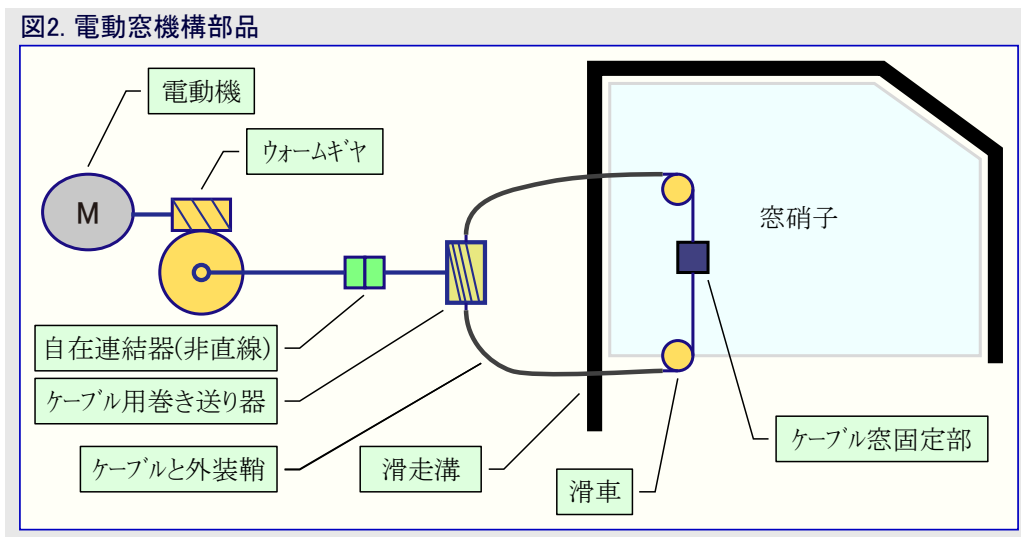 図2. 電動窓機構部品
電動機
ウォームギヤ
M
窓硝子
自在連結器(非直線)
ケーブル用巻き送り器
ケーブルと外装鞘
滑走溝
滑車
ケーブル窓固定部